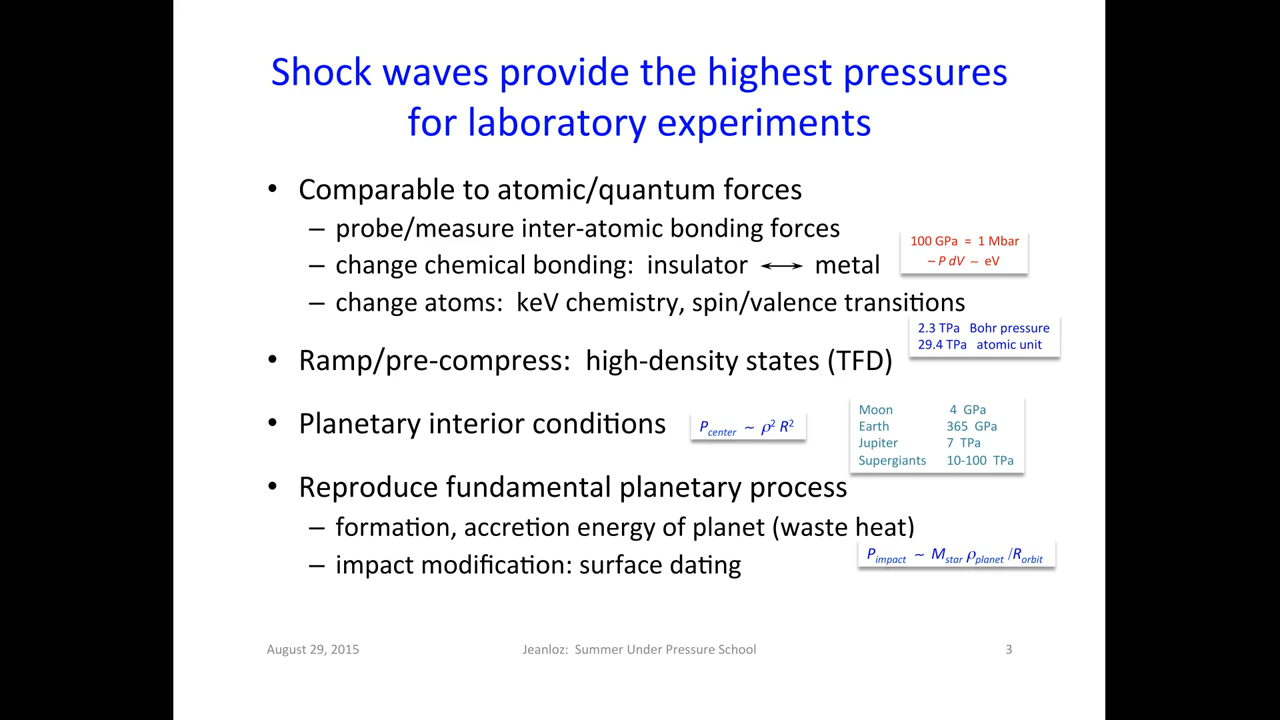 Shock waves provide the highest pressures
for laboratory experiments
• Comparable to atomic/quantum forces
– probe/measure inter-atomic bonding forces
– change chemical bonding: insulator ⟷ metal
100 GPa = 1 Mbar
– P dV ~ eV
– change atoms: keV chemistry, spin/valence transitions
2.3 TPa Bohr pressure
29.4 TPa atomic unit
• Ramp/pre-compress: high-density states (TFD)
• Planetary interior conditions
P_center ~ ρ² R²
Moon 4 GPa
Earth 365 GPa
Jupiter 7 TPa
Supergiants 10-100 TPa
• Reproduce fundamental planetary process
– formation, accretion energy of planet (waste heat)
– impact modification: surface dating
P_impact ~ M_star ρ_planet /R_orbit
August 29, 2015
Jeanloz: Summer Under Pressure School
3